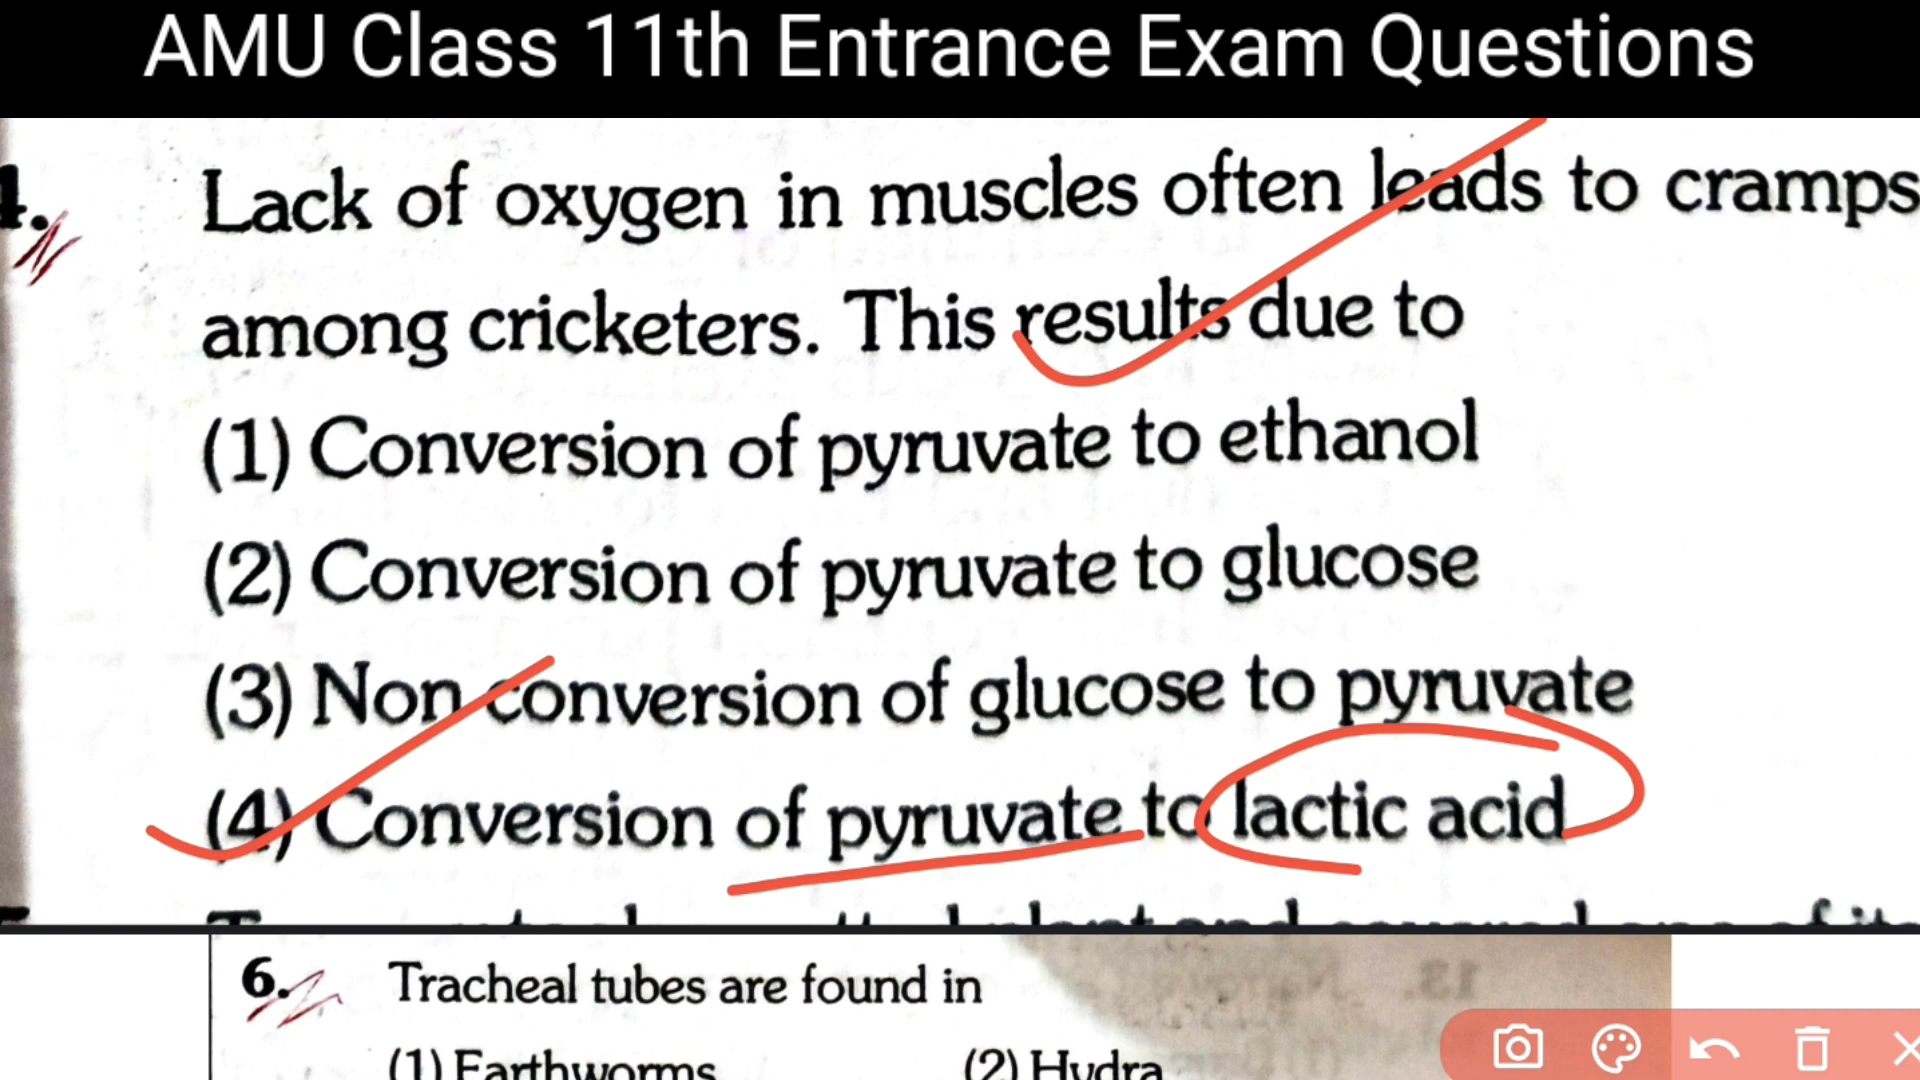 AMU Class 11th Entrance Exam Questions
4. Lack of oxygen in muscles often leads to cramps
among cricketers. This results due to
(1) Conversion of pyruvate to ethanol
(2) Conversion of pyruvate to glucose
(3) Non conversion of glucose to pyruvate
(4) Conversion of pyruvate to lactic acid
6. Tracheal tubes are found in
(1) Earthworms (2) Hydra